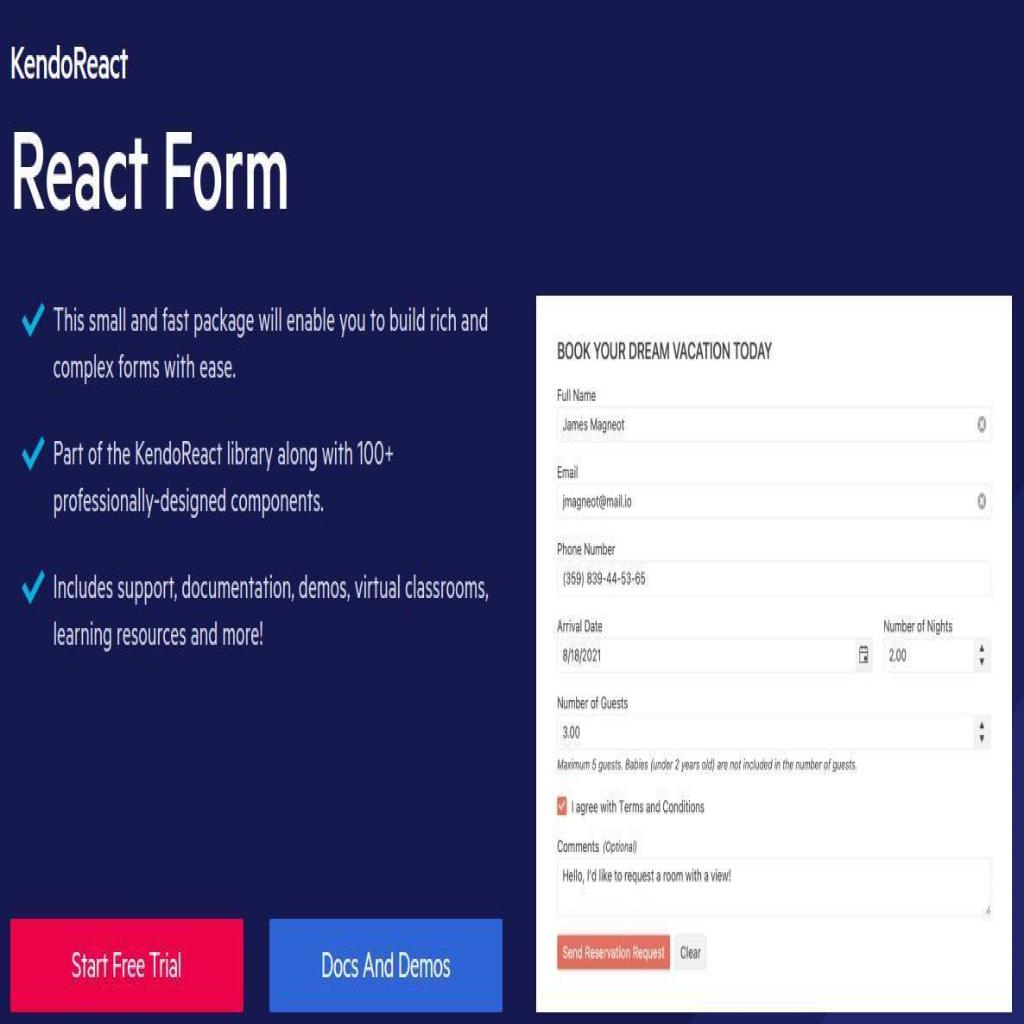 KendoReact
React Form
This small and fast package will enable you to build rich and
complex forms with ease.
Part of the KendoReact library along with 100+
professionally-designed components.
Includes support, documentation, demos, virtual classrooms,
learning resources and more!
Start Free Trial
Docs And Demos
BOOK YOUR DREAM VACATION TODAY
Full Name
James Magneot
Email
jmagneot@mail.io
Phone Number
(359) 839-44-53-65
Arrival Date
Number of Nights
8/18/2021
2.00
Number of Guests
3.00
Maximum 5 guests. Babies (under 2 years old) are not included in the number of guests.
I agree with Terms and Conditions
Comments (Optional)
Hello, I'd like to request a room with a view!
Send Reservation Request
Clear